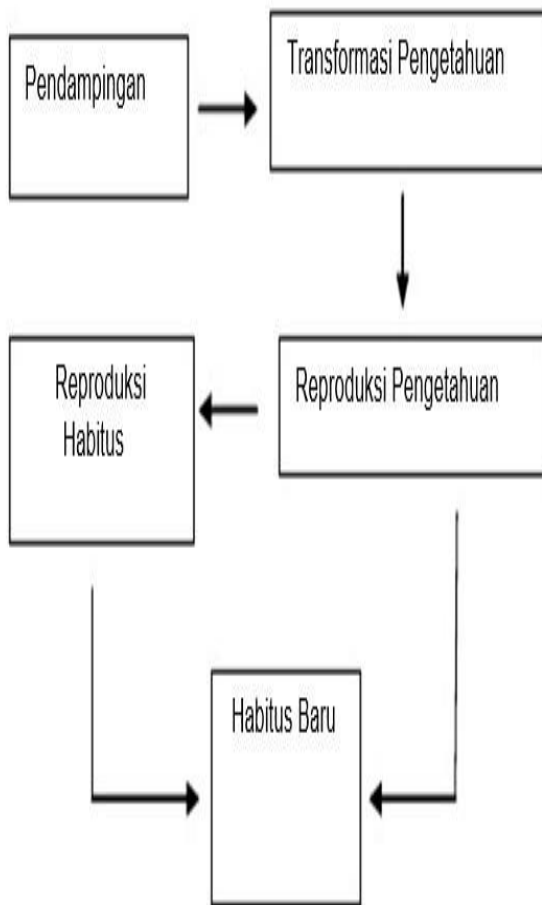 Pendampingan
Transformasi Pengetahuan
Reproduksi
Habitus
Reproduksi Pengetahuan
Habitus Baru